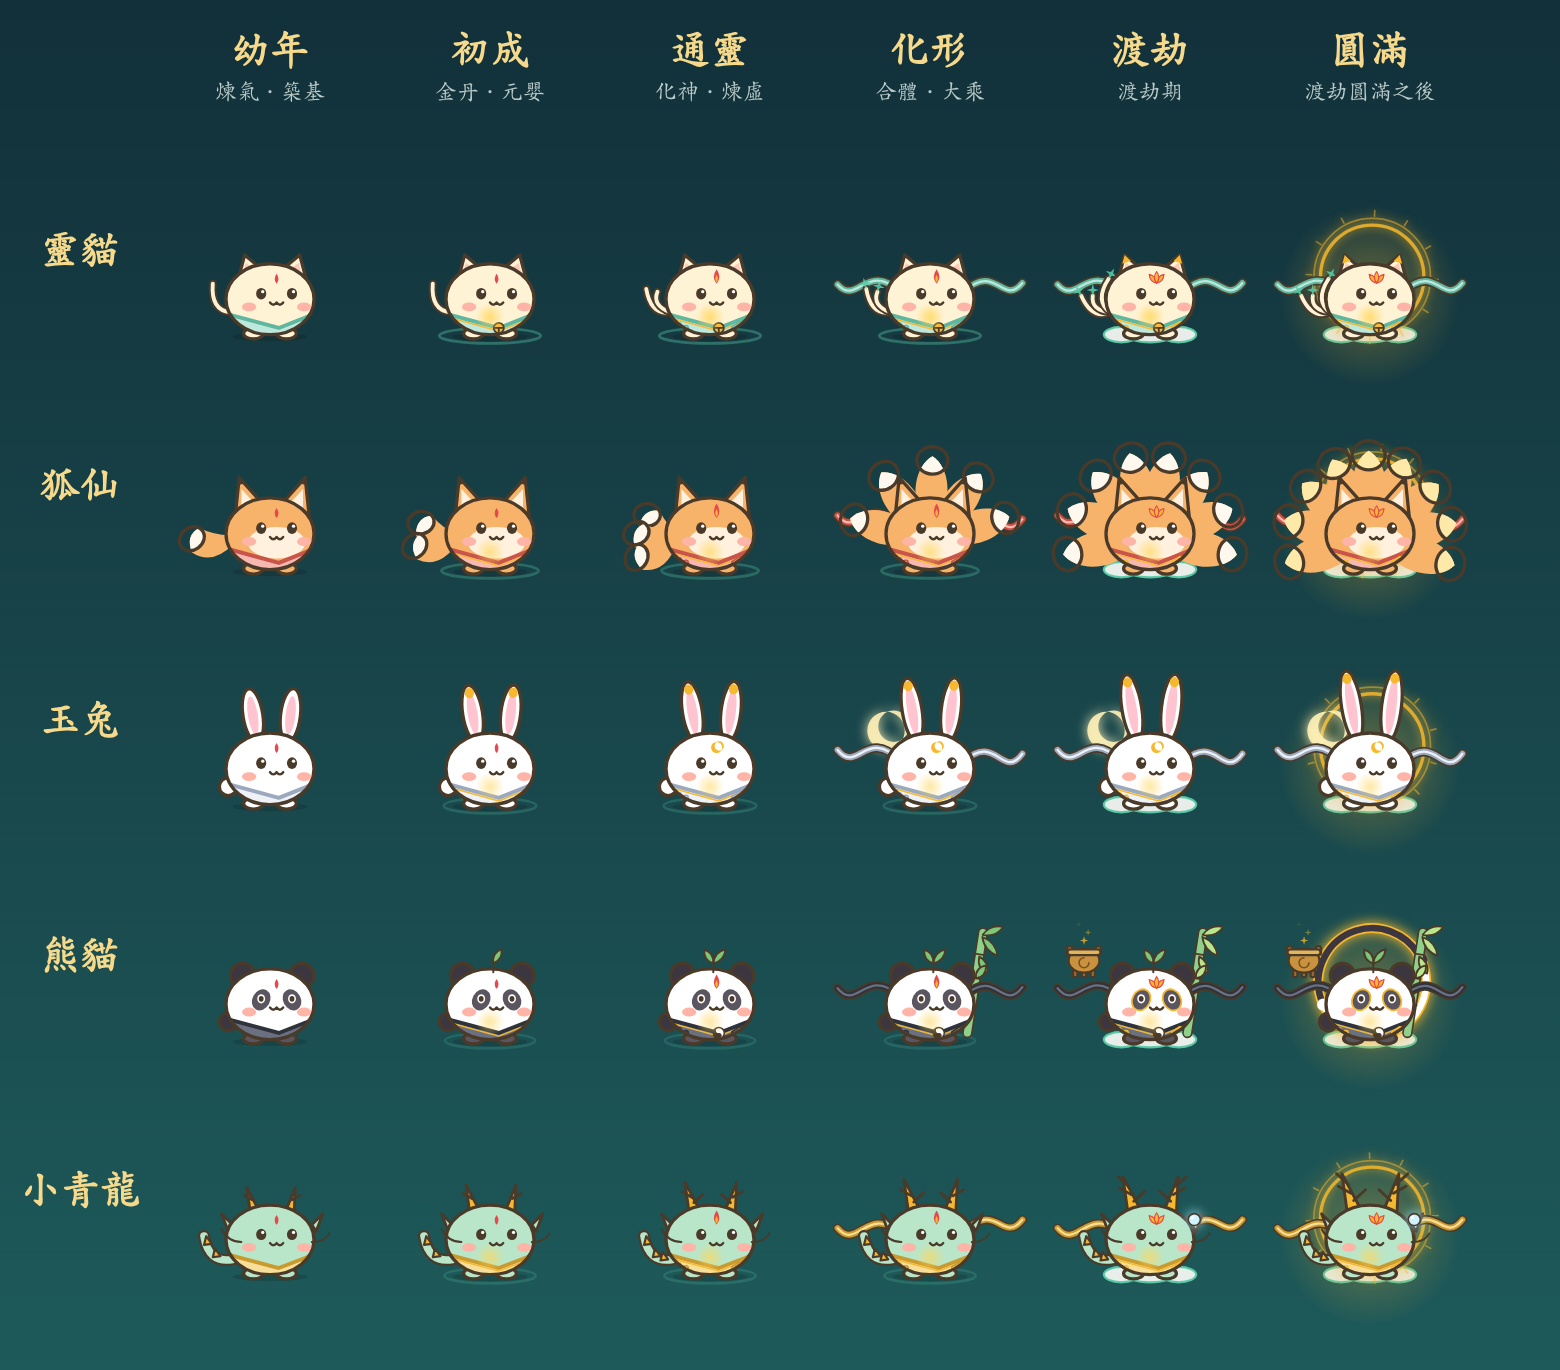 幼年 初成 通靈 化形 渡劫 圓滿
煉氣·築基 金丹·元嬰 化神·煉虛 合體·大乘 渡劫期 渡劫圓滿之後
靈貓
狐仙
玉兔
熊貓
小青龍